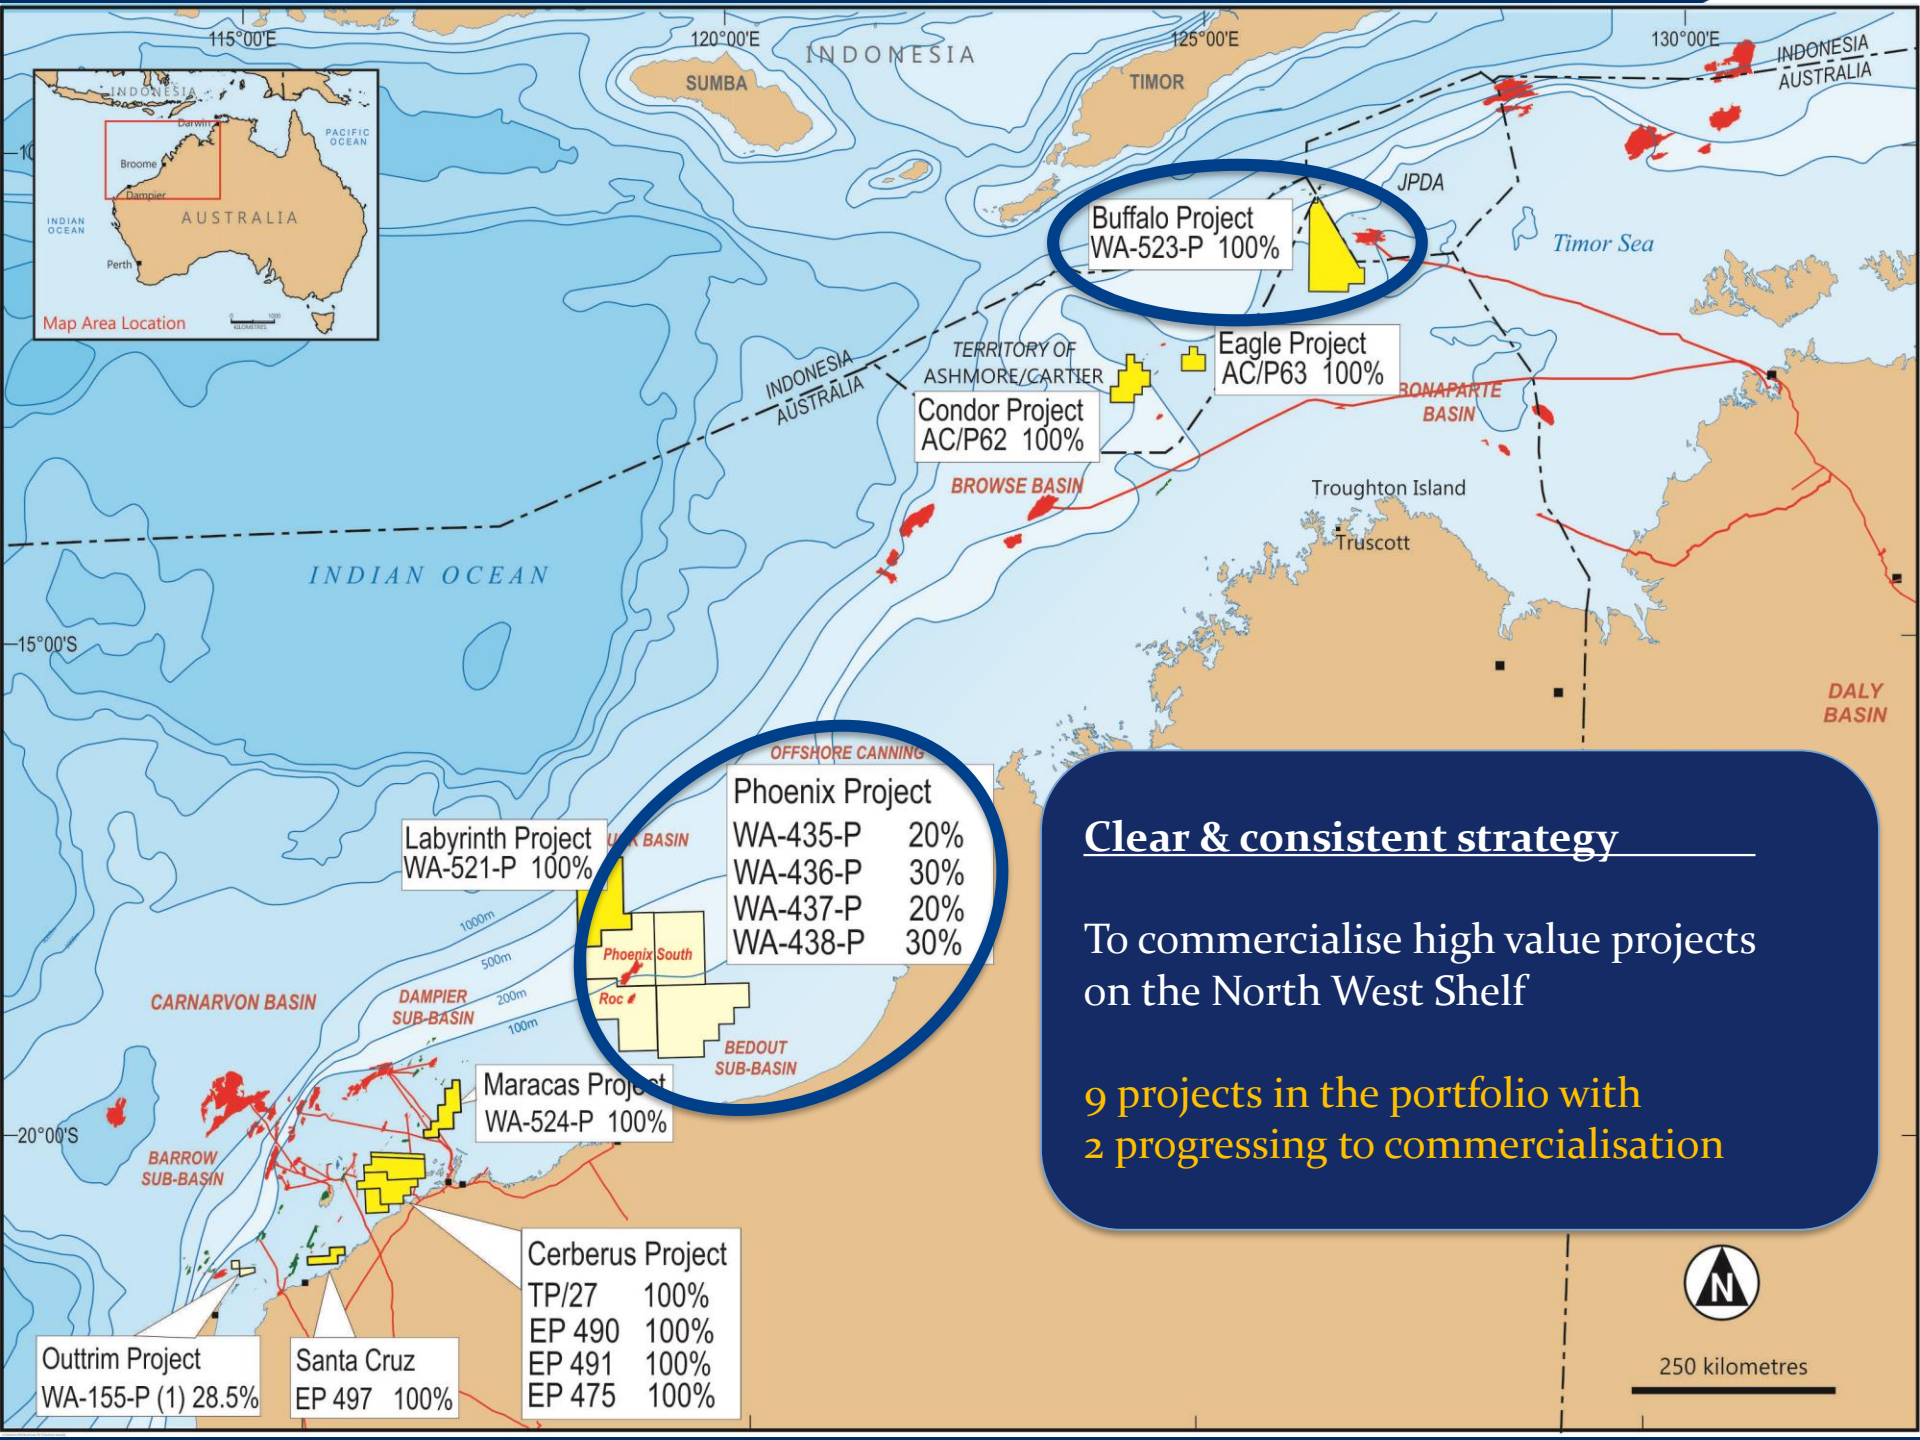 115°00'E
120°00'E
125°00'E
130°00'E
INDONESIA
INDONESIA
AUSTRALIA
SUMBA
TIMOR
INDONESIA
Darwin
PACIFIC
OCEAN
Broome
Dampier
INDIAN
OCEAN
AUSTRALIA
Perth
Map Area Location
0 1000
KILOMETRES
10
JPDA
Buffalo Project
WA-523-P 100%
Timor Sea
TERRITORY OF
ASHMORE/CARTIER
Eagle Project
AC/P63 100%
INDONESIA
AUSTRALIA
BONAPARTE
BASIN
Condor Project
AC/P62 100%
BROWSE BASIN
Troughton Island
Truscott
INDIAN OCEAN
15°00'S
DALY
BASIN
OFFSHORE CANNING
Phoenix Project
WA-435-P 20%
WA-436-P 30%
WA-437-P 20%
WA-438-P 30%
Labyrinth Project
WA-521-P 100%
BASIN
1000m
500m
200m
100m
Phoenix South
Roc
CARNARVON BASIN
DAMPIER
SUB-BASIN
BEDOUT
SUB-BASIN
Maracas Project
WA-524-P 100%
20°00'S
BARROW
SUB-BASIN
Cerberus Project
TP/27 100%
EP 490 100%
EP 491 100%
EP 475 100%
Outtrim Project
WA-155-P (1) 28.5%
Santa Cruz
EP 497 100%
Clear & consistent strategy
To commercialise high value projects
on the North West Shelf
9 projects in the portfolio with
2 progressing to commercialisation
N
250 kilometres